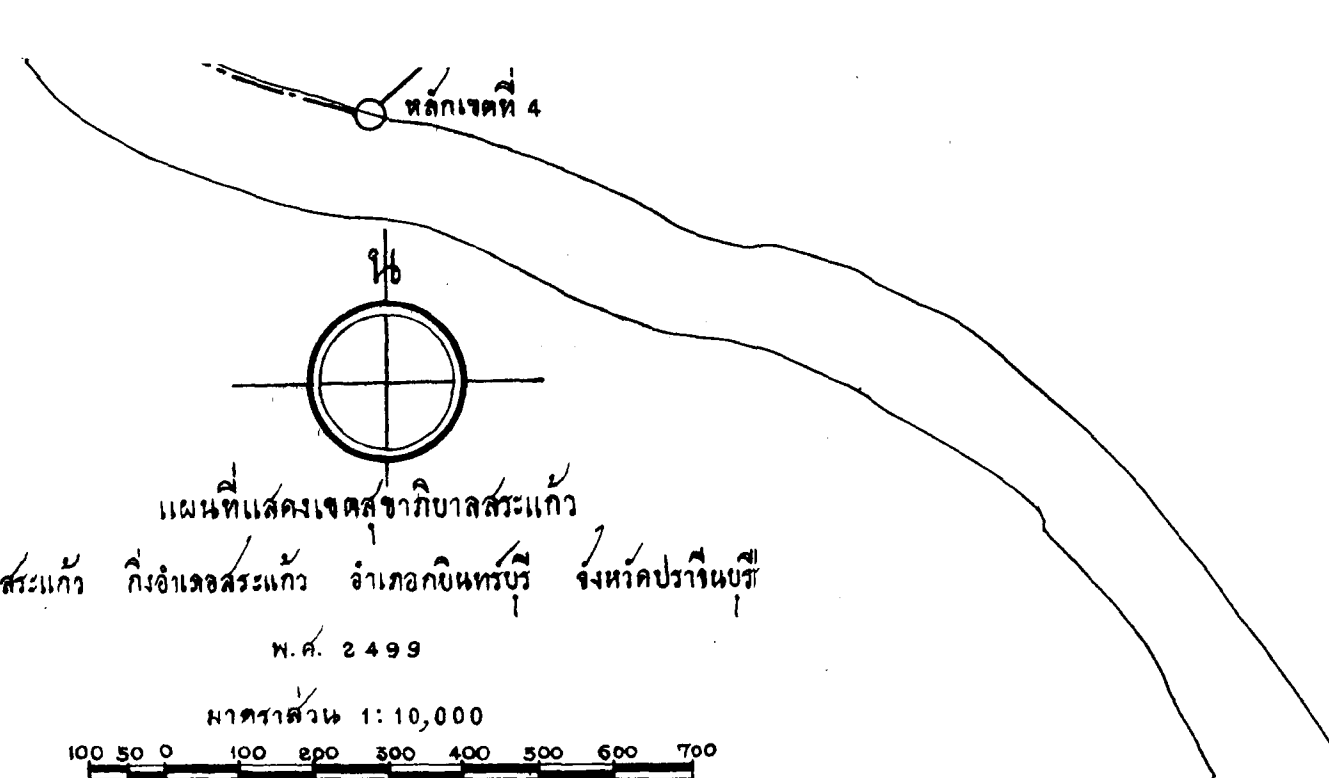 หลักเขตที่ 4
น
แผนที่แสดงเขตสุขาภิบาลสระแก้ว
สระแก้ว กิ่งอำเภอสระแก้ว อำเภอกบินทร์บุรี จังหวัดปราจีนบุรี
พ.ศ. 2499
มาตราส่วน 1:10,000
100 50 0 100 200 300 400 500 600 700